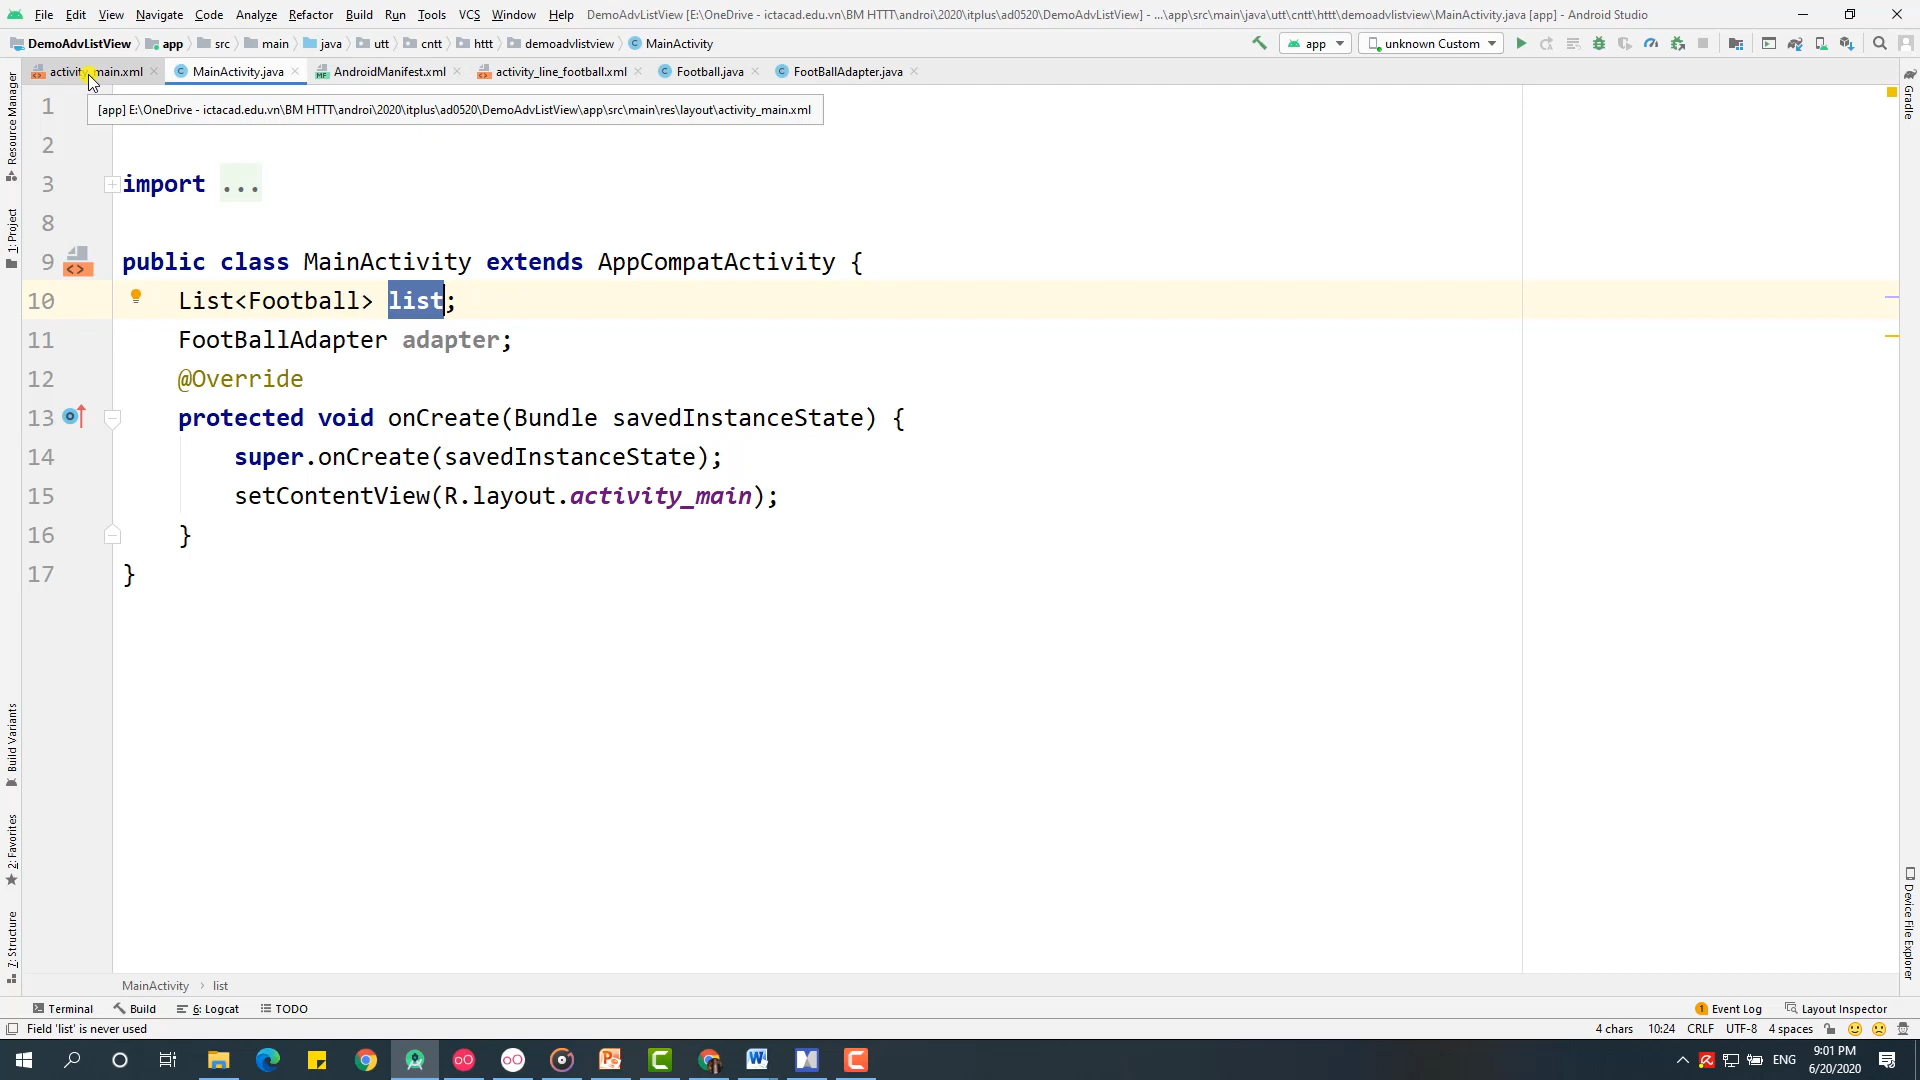 File Edit View Navigate Code Analyze Refactor Build Run Tools VCS Window Help DemoAdvListView [E:\OneDrive - ictacad.edu.vn\BM HTTT\androi\2020\itplus\ad0520\DemoAdvListView] - ...\app\src\main\java\utt\cntt\httt\demoadvlistview\MainActivity.java [app] - Android Studio
DemoAdvListView app src main java utt cntt httt demoadvlistview MainActivity app unknown Custom
activity_main.xml MainActivity.java AndroidManifest.xml activity_line_football.xml Football.java FootBallAdapter.java
[app] E:\OneDrive - ictacad.edu.vn\BM HTTT\androi\2020\itplus\ad0520\DemoAdvListView\app\src\main\res\layout\activity_main.xml
1
2
3 import ...
8
9 public class MainActivity extends AppCompatActivity {
10 List<Football> list;
11 FootBallAdapter adapter;
12 @Override
13 protected void onCreate(Bundle savedInstanceState) {
14 super.onCreate(savedInstanceState);
15 setContentView(R.layout.activity_main);
16 }
17 }
Resource Manager
1: Project
Build Variants
2: Favorites
7: Structure
Gradle
Device File Explorer
MainActivity › list
Terminal Build 6: Logcat TODO 1 Event Log Layout Inspector
Field 'list' is never used 4 chars 10:24 CRLF UTF-8 4 spaces
ENG 9:01 PM
6/20/2020